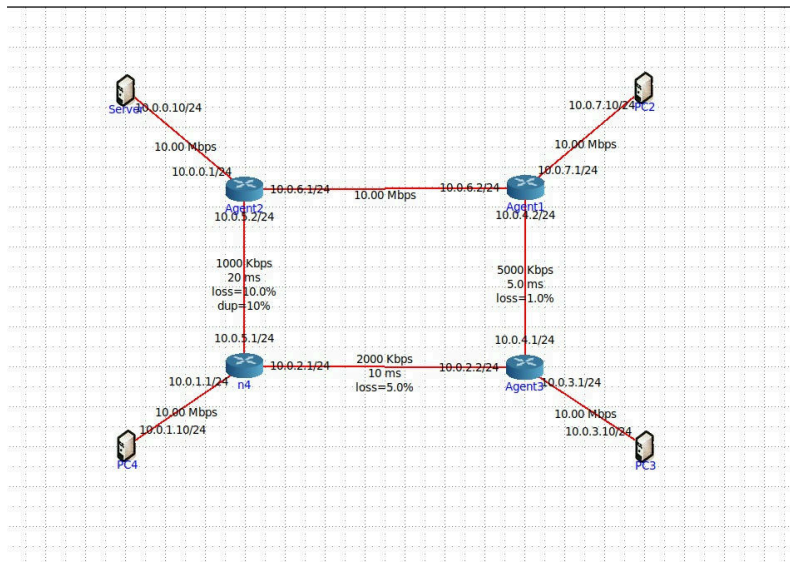 10.0.0.10/24
Server
10.0.7.10/24
PC2
10.00 Mbps
10.00 Mbps
10.0.0.1/24
10.0.7.1/24
10.0.6.1/24
10.00 Mbps
10.0.6.2/24
Agent2
Agent1
10.0.5.2/24
10.0.4.2/24
1000 Kbps
20 ms
loss=10.0%
dup=10%
5000 Kbps
5.0 ms
loss=1.0%
10.0.5.1/24
10.0.4.1/24
10.0.2.1/24
2000 Kbps
10 ms
loss=5.0%
10.0.2.2/24
10.0.1.1/24
n4
Agent3
10.0.3.1/24
10.00 Mbps
10.00 Mbps
10.0.1.10/24
10.0.3.10/24
PC4
PC3